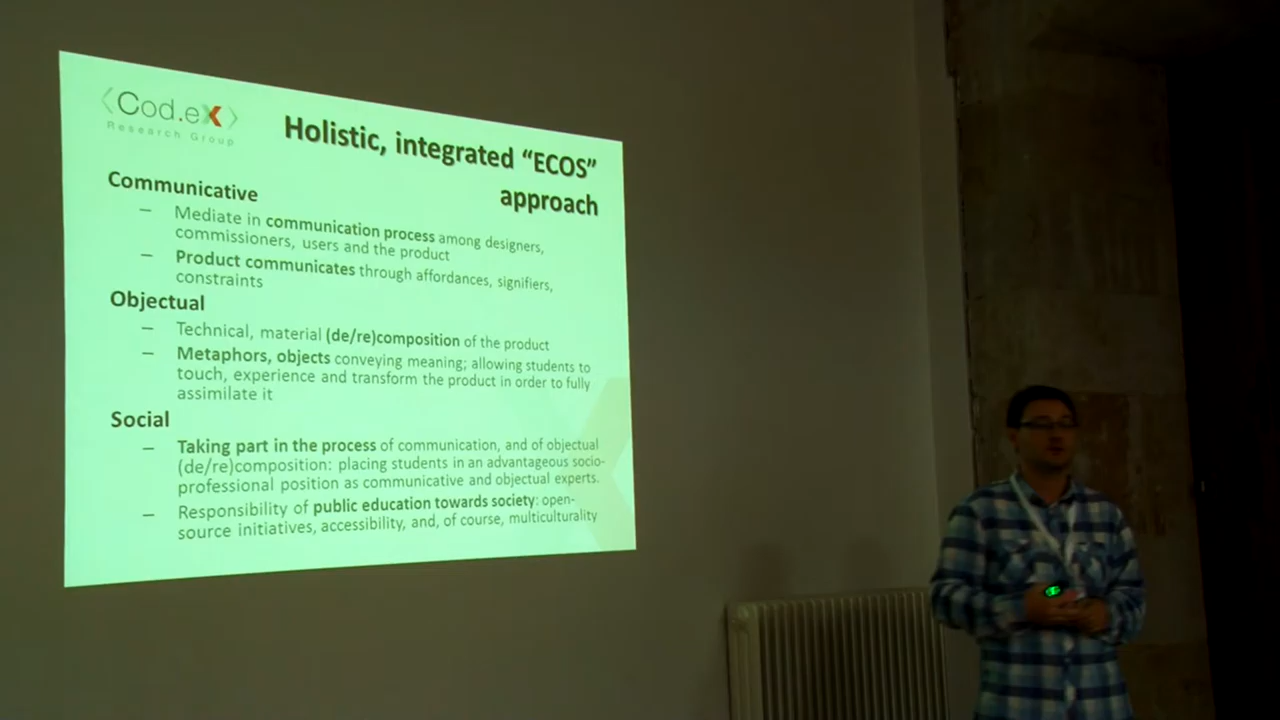 <Cod.eX>
Research Group
Holistic, integrated “ECOS”
approach
Communicative
– Mediate in communication process among designers,
commissioners, users and the product
– Product communicates through affordances, signifiers,
constraints
Objectual
– Technical, material (de/re)composition of the product
– Metaphors, objects conveying meaning; allowing students to
touch, experience and transform the product in order to fully
assimilate it
Social
– Taking part in the process of communication, and of objectual
(de/re)composition: placing students in an advantageous socio-
professional position as communicative and objectual experts.
– Responsibility of public education towards society: open-
source initiatives, accessibility, and, of course, multiculturality